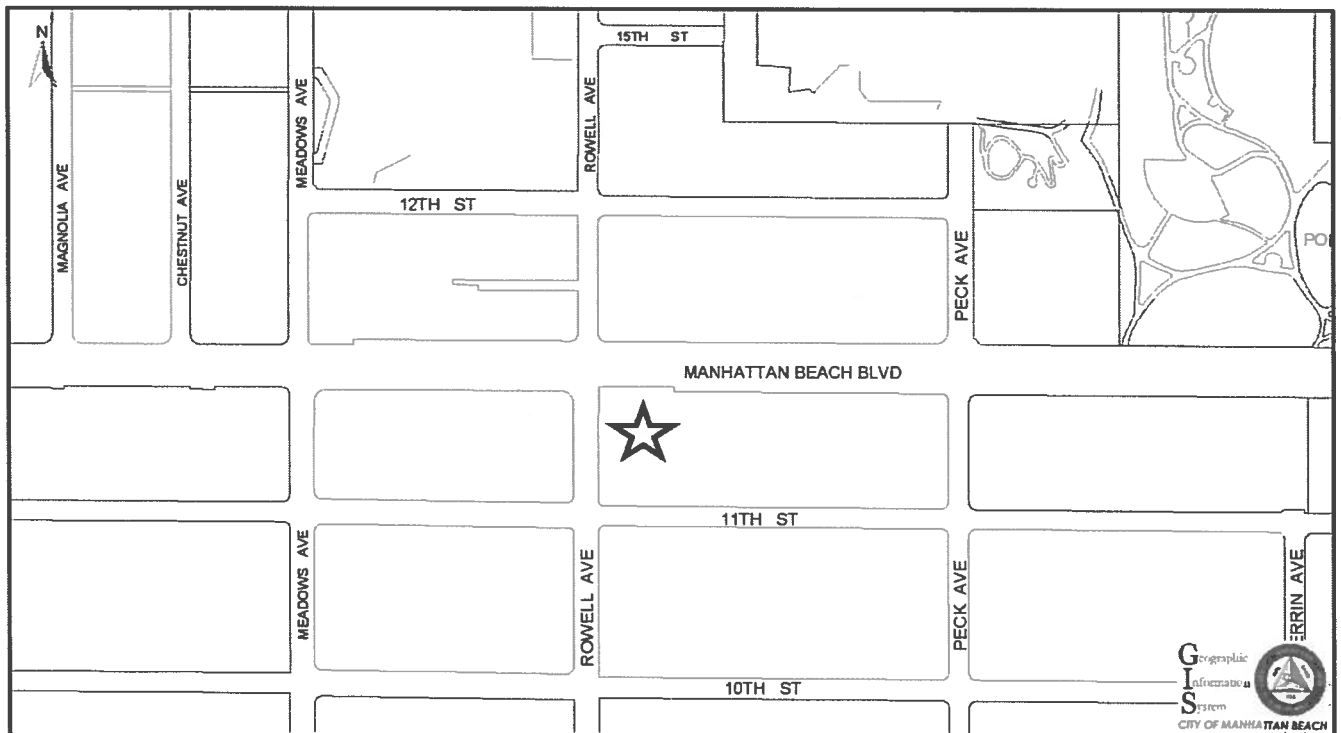 N
15TH ST
MEADOWS AVE
ROWELL AVE
MAGNOLIA AVE
CHESTNUT AVE
12TH ST
PECK AVE
PO
MANHATTAN BEACH BLVD
11TH ST
MEADOWS AVE
ROWELL AVE
PECK AVE
ERRIN AVE
10TH ST
Geographic
Information
System
CITY OF MANHATTAN BEACH